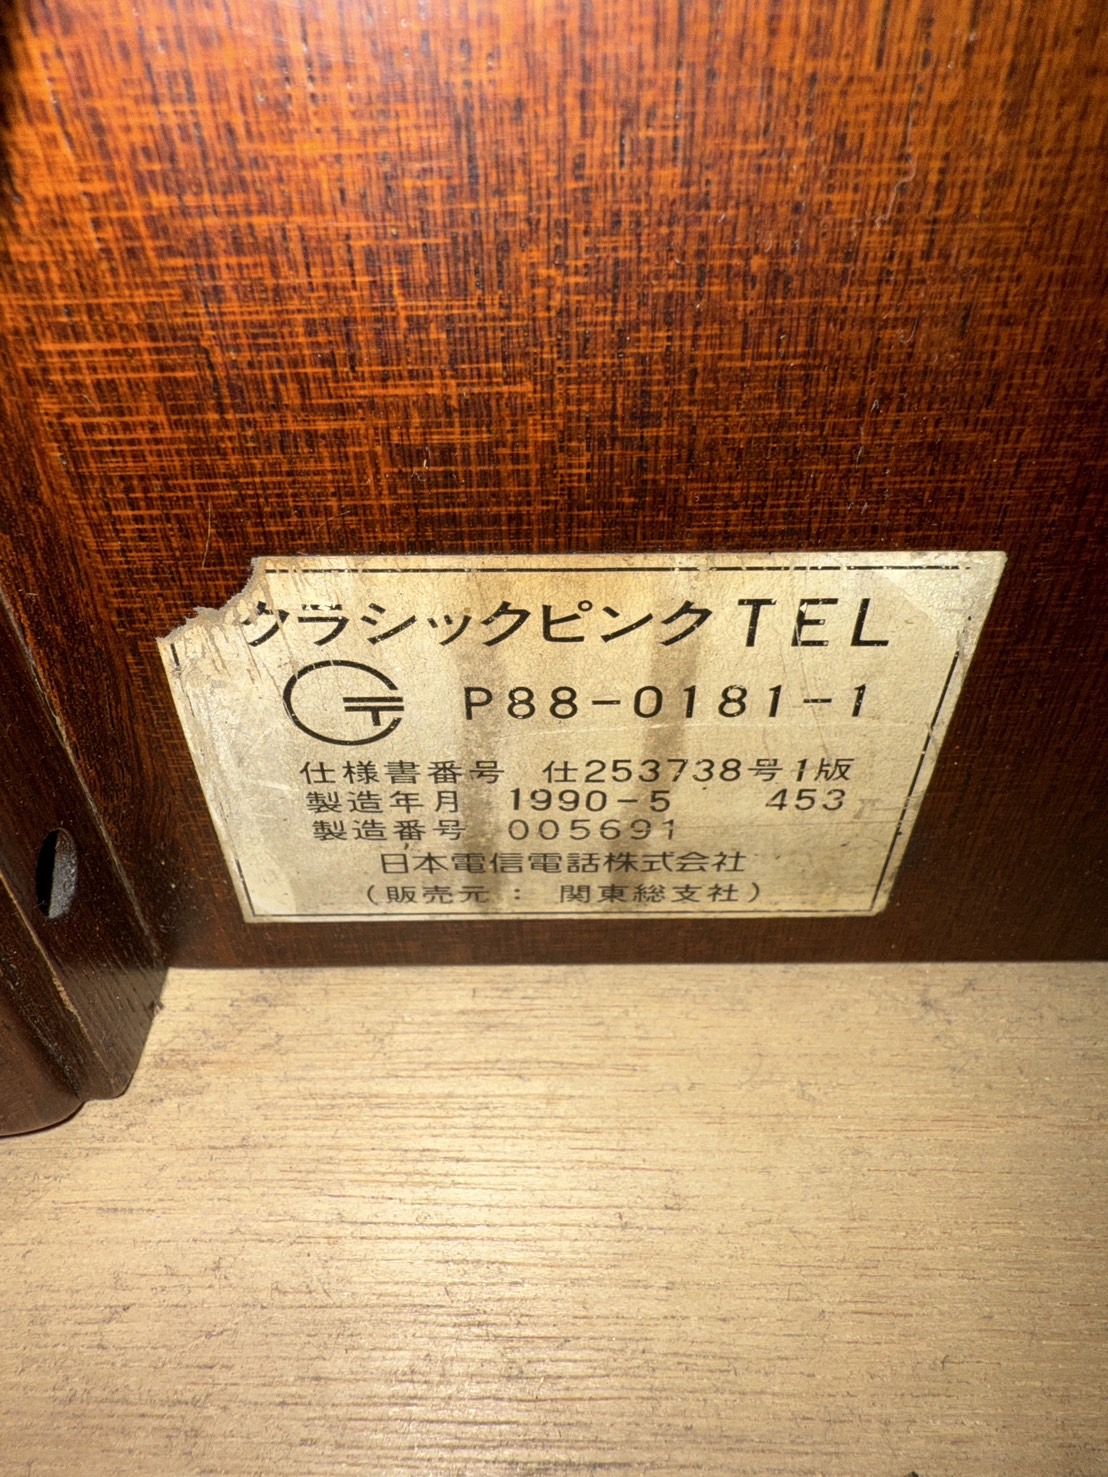 クラシックピンクTEL
P88-0181-1
仕様書番号 仕253738号1版
製造年月 1990-5 453
製造番号 005691
日本電信電話株式会社
(販売元: 関東総支社)